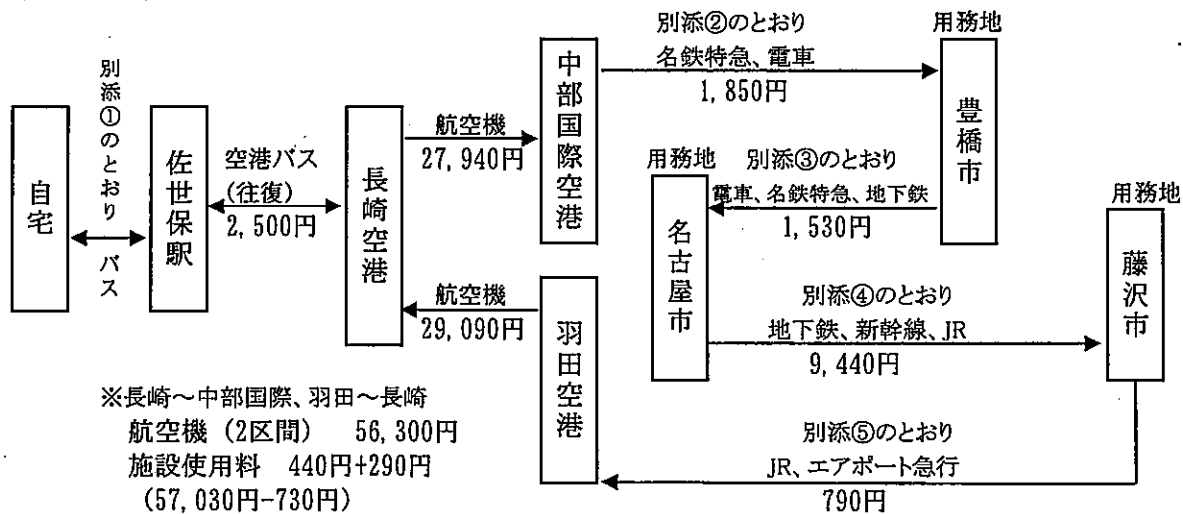 自宅
別添①のとおり
バス
佐世保駅
空港バス
(往復)
2,500円
長崎空港
航空機
27,940円
中部国際空港
別添②のとおり
名鉄特急、電車
1,850円
用務地
豊橋市
別添③のとおり
電車、名鉄特急、地下鉄
1,530円
用務地
名古屋市
別添④のとおり
地下鉄、新幹線、JR
9,440円
用務地
藤沢市
別添⑤のとおり
JR、エアポート急行
790円
羽田空港
航空機
29,090円
※長崎～中部国際、羽田～長崎
航空機 (2区間) 56,300円
施設使用料 440円+290円
(57,030円-730円)